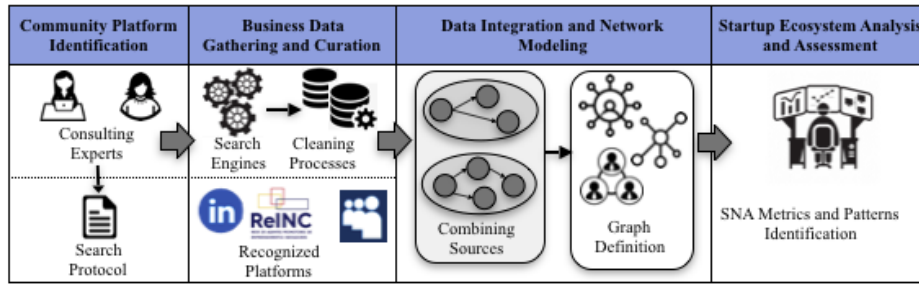 Community Platform
Identification
Business Data
Gathering and Curation
Data Integration and Network
Modeling
Startup Ecosystem Analysis
and Assessment
Consulting
Experts
Search
Protocol
Search
Engines
Cleaning
Processes
in
ReINC
Recognized
Platforms
Combining
Sources
Graph
Definition
SNA Metrics and Patterns
Identification